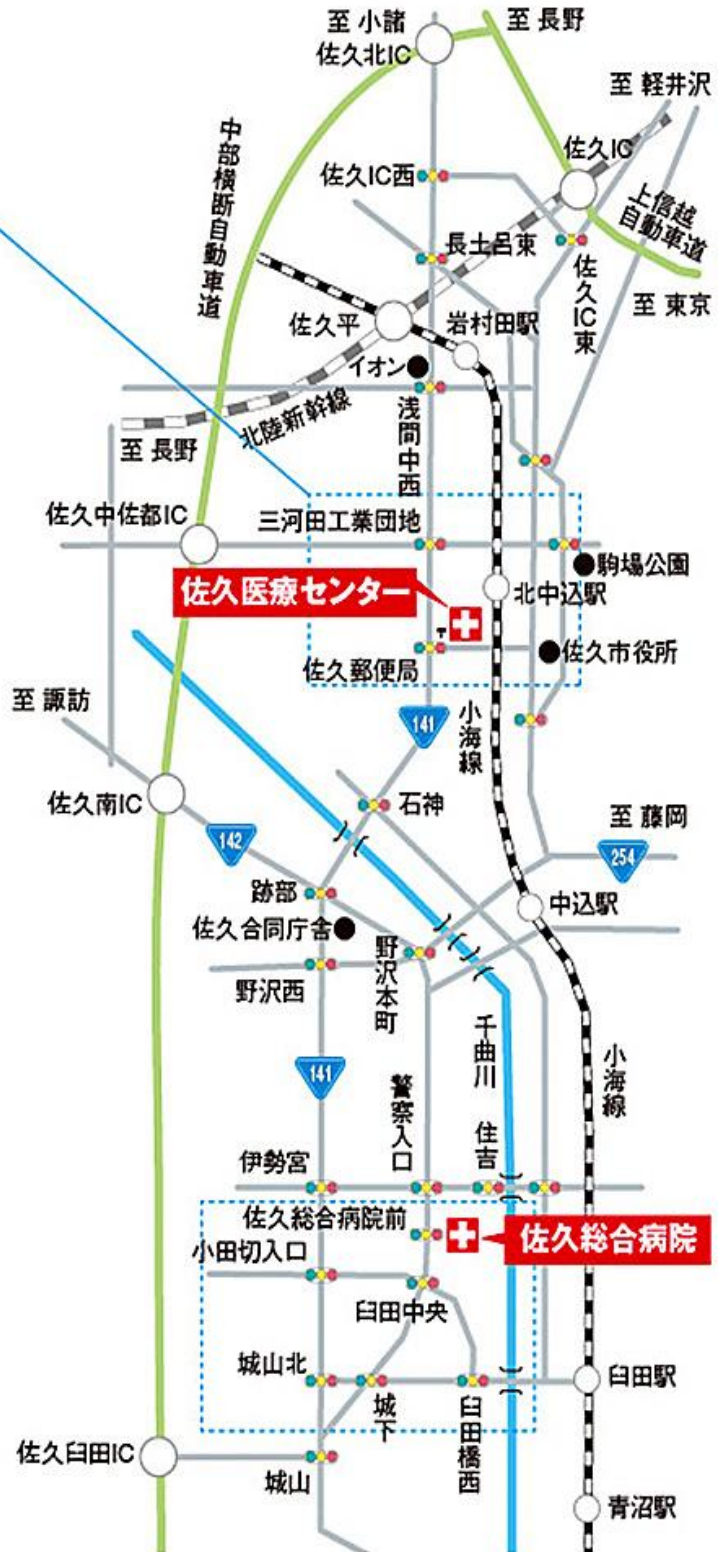 至 小諸
佐久北IC
至 長野
至 軽井沢
中部横断自動車道
佐久IC
佐久IC西
上信越
自動車道
長土呂東
佐久IC東
至 東京
佐久平
岩村田駅
イオン
浅間中西
北陸新幹線
至 長野
佐久中佐都IC
三河田工業団地
駒場公園
佐久医療センター
北中込駅
〒
佐久郵便局
佐久市役所
至 諏訪
141
小海線
佐久南IC
石神
至 藤岡
142
254
跡部
中込駅
佐久合同庁舎
野沢本町
野沢西
千曲川
小海線
141
警察入口
住吉
伊勢宮
佐久総合病院前
佐久総合病院
小田切入口
臼田中央
城山北
臼田駅
城下
臼田橋西
佐久臼田IC
城山
青沼駅